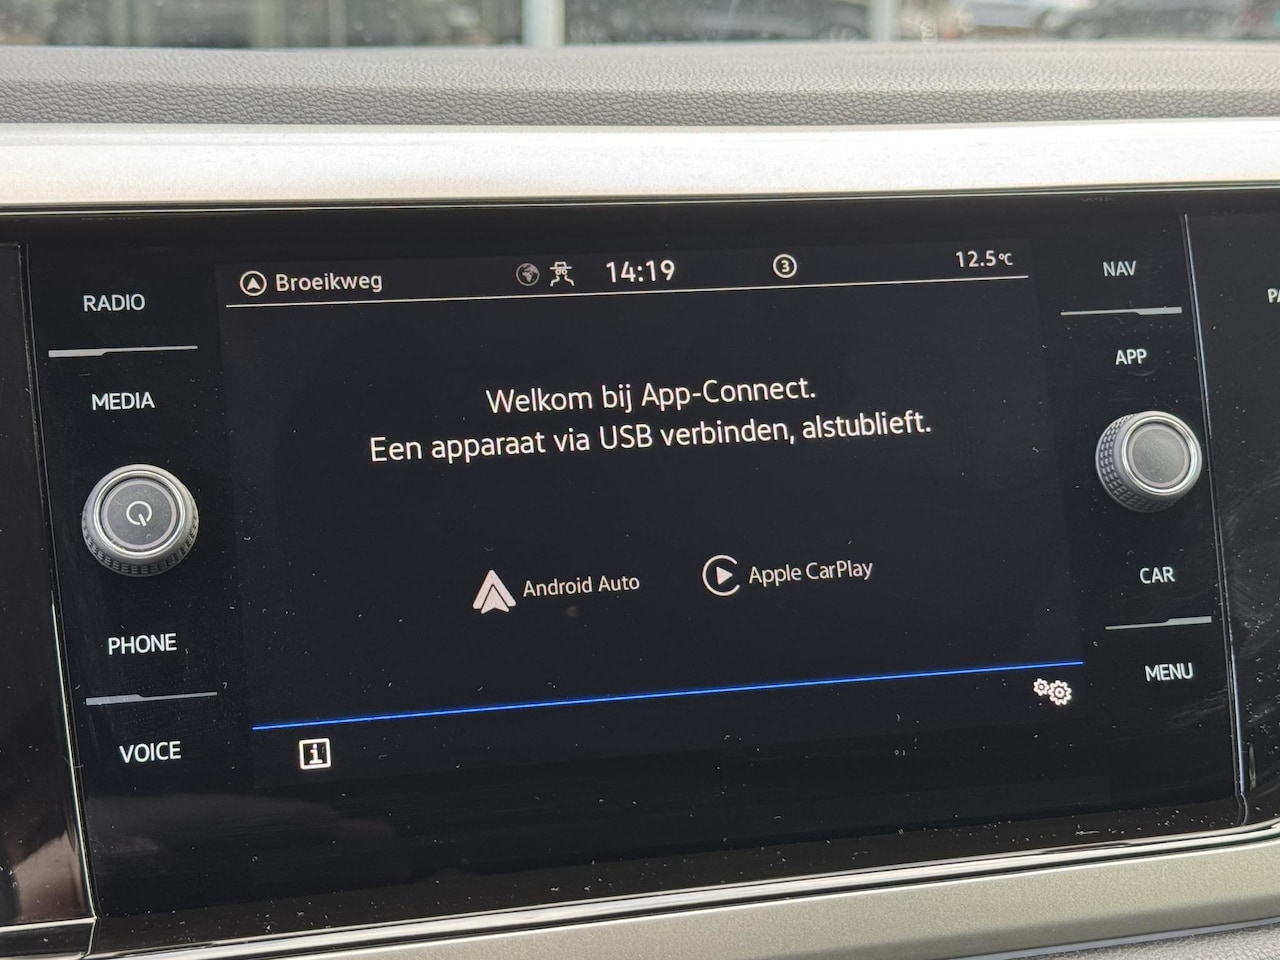 Broeikweg
14:19
3
12.5°C
RADIO
MEDIA
PHONE
VOICE
Welkom bij App-Connect.
Een apparaat via USB verbinden, alstublieft.
Android Auto
Apple CarPlay
i
NAV
APP
CAR
MENU